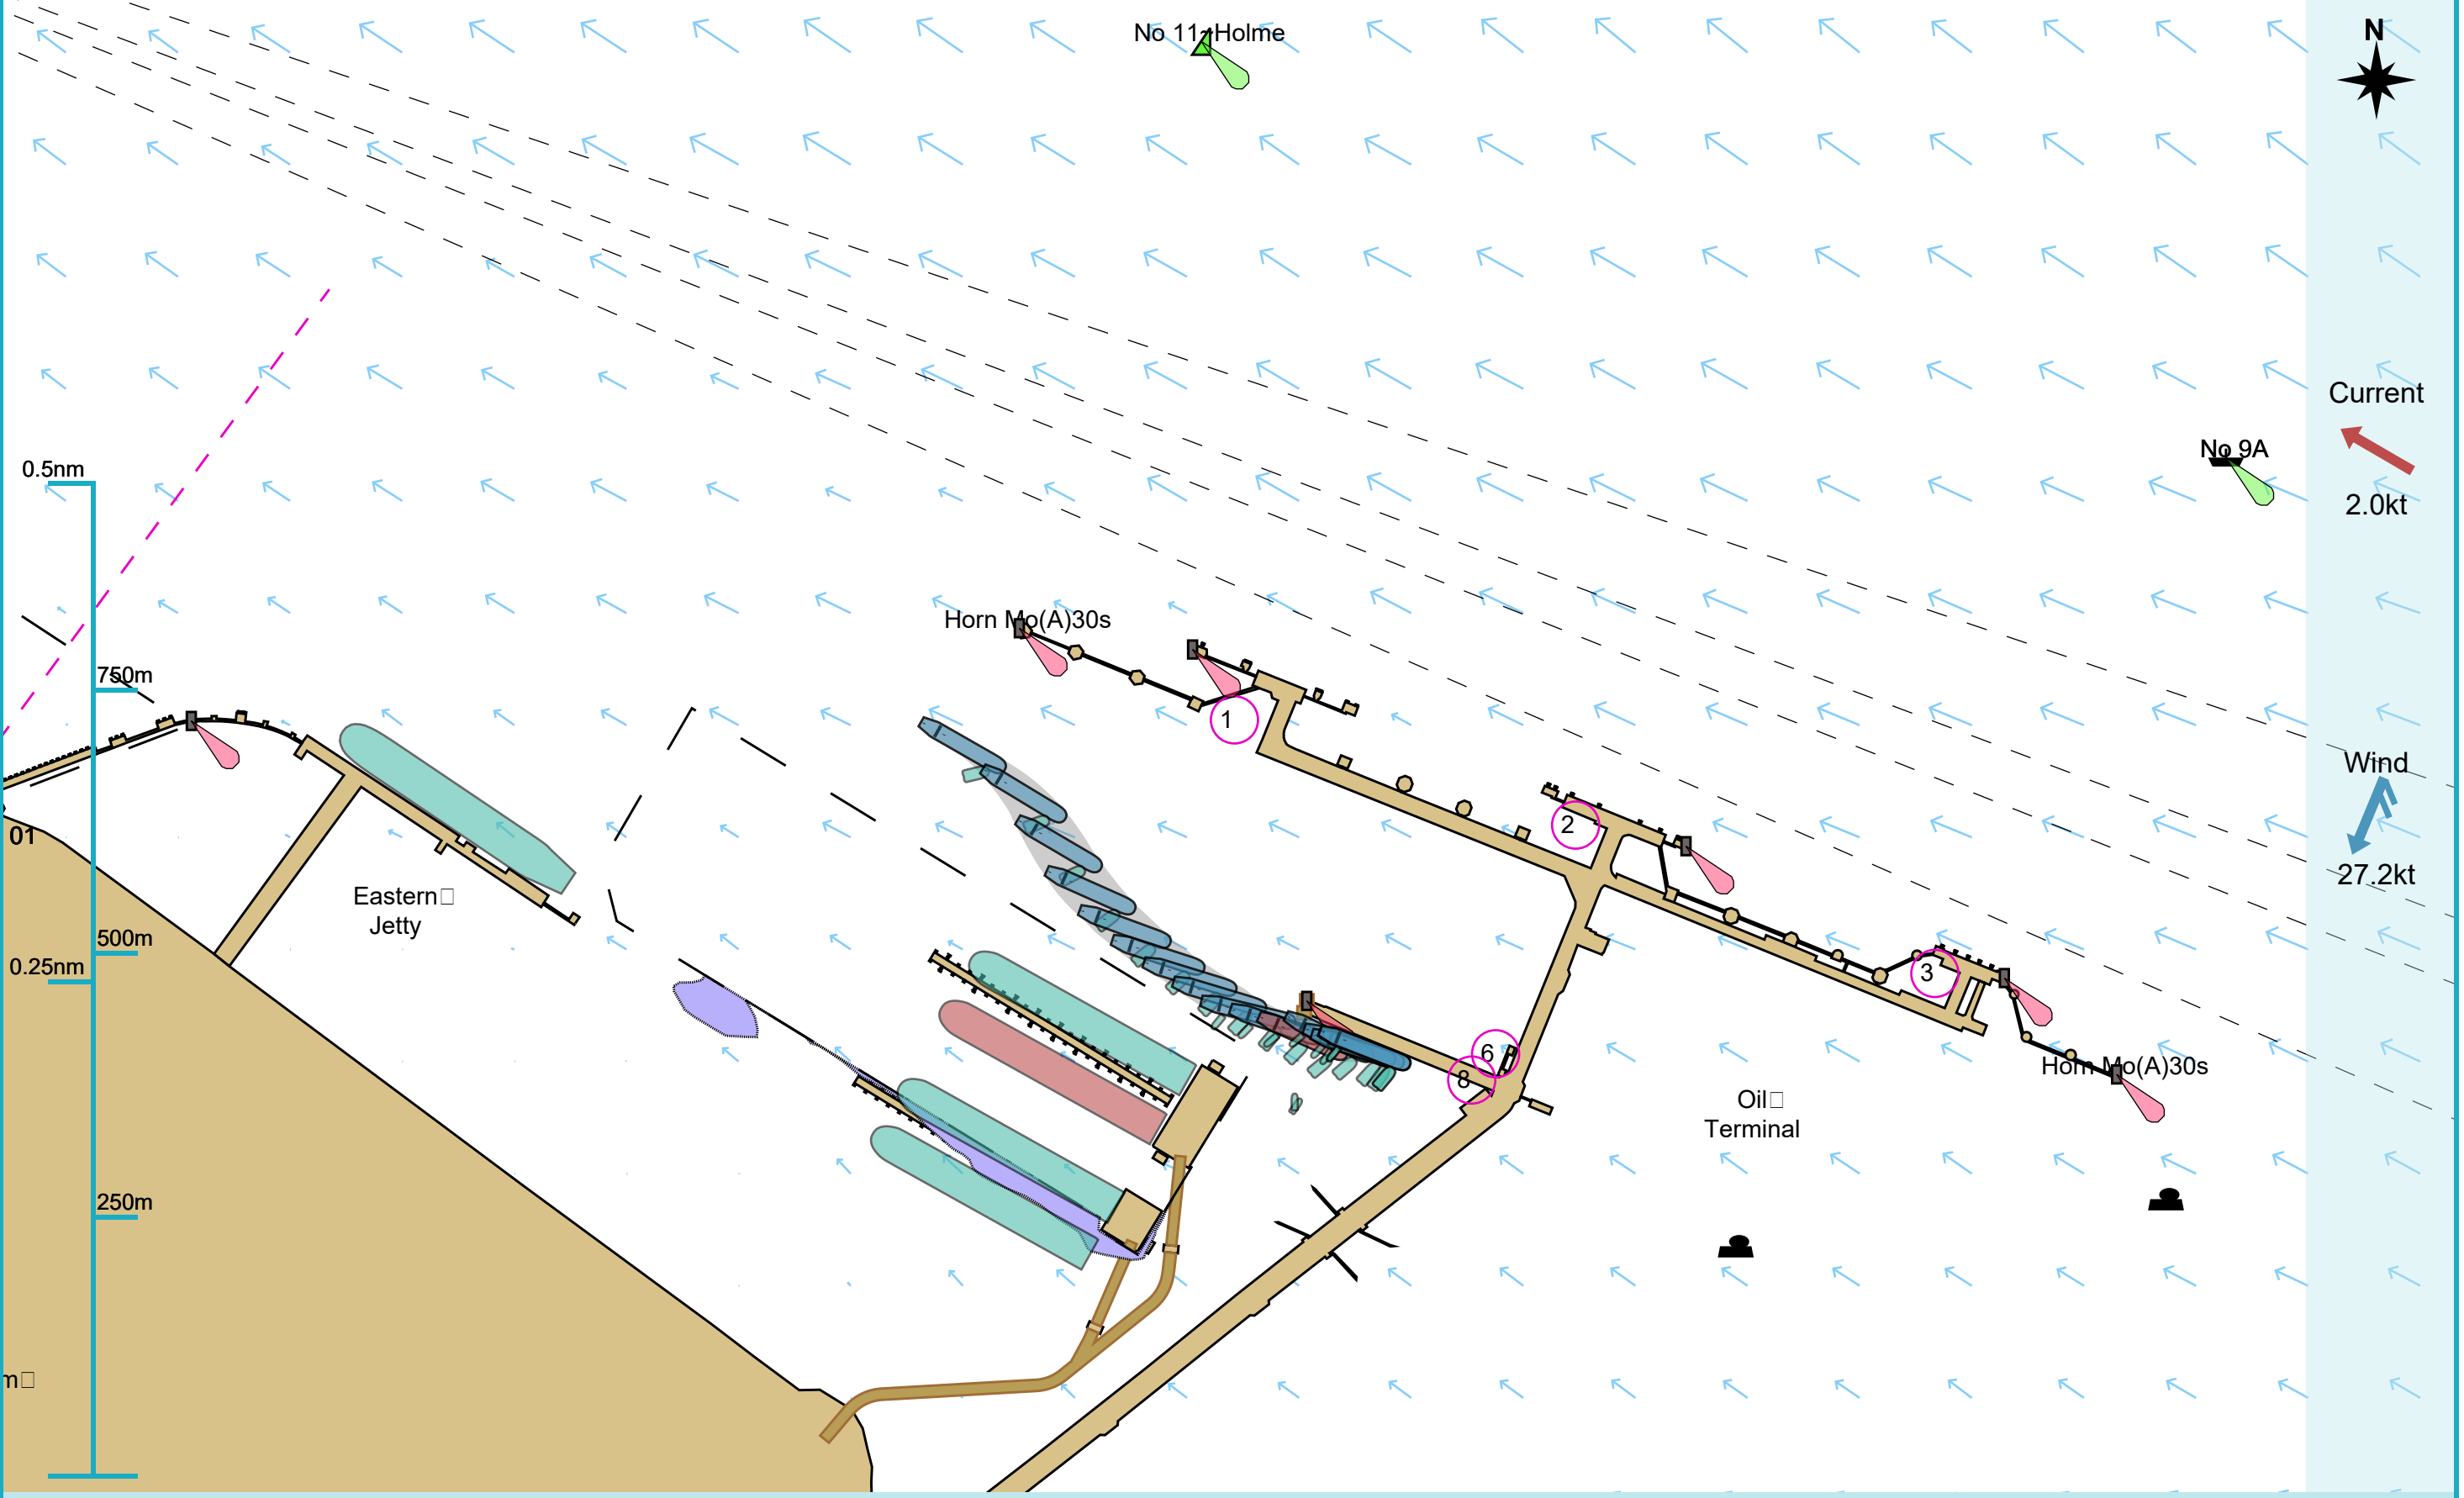 No 11-Holme
N
Current
No 9A
0.5nm
2.0kt
Horn Mo(A)30s
750m
1
Wind
2
01
27.2kt
Eastern
Jetty
500m
0.25nm
3
6
Horn Mo(A)30s
8
Oil
Terminal
250m
m